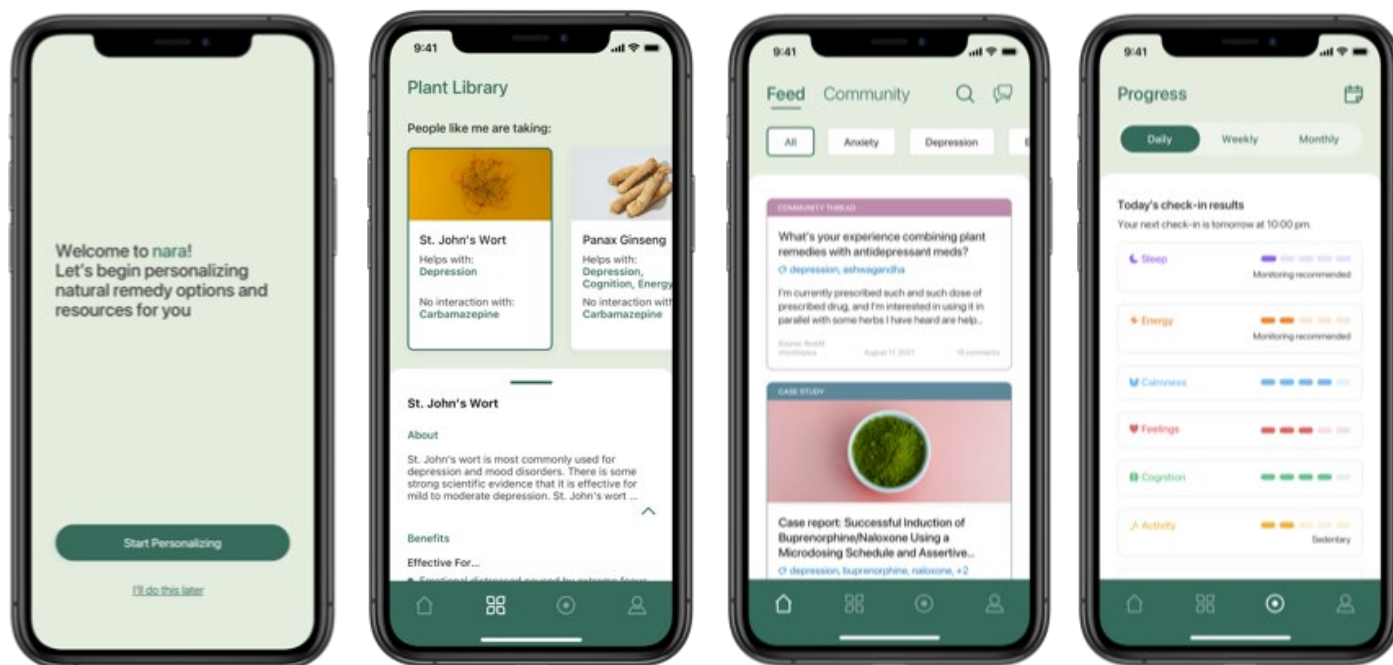 Welcome to nara!
Let's begin personalizing
natural remedy options and
resources for you
Start Personalizing
I'll do this later
9:41
Plant Library
People like me are taking:
St. John's Wort
Helps with:
Depression
No interaction with:
Carbamazepine
Panax Ginseng
Helps with:
Depression,
Cognition, Energy
No interaction with
Carbamazepine
St. John's Wort
About
St. John's wort is most commonly used for
depression and mood disorders. There is some
strong scientific evidence that it is effective for
mild to moderate depression. St. John's wort ...
Benefits
Effective For...
9:41
Feed Community
All Anxiety Depression
COMMUNITY THREAD
What's your experience combining plant
remedies with antidepressant meds?
depression, ashwagandha
I'm currently prescribed such and such dose of
prescribed drug, and I'm interested in using it in
parallel with some herbs I have heard are help...
Source: Reddit
August 17, 2021
comments
CASE STUDY
Case report: Successful Induction of
Buprenorphine/Naloxone Using a
Microdosing Schedule and Assertive...
depression, buprenorphine, naloxone, +2
9:41
Progress
Daily Weekly Monthly
Today's check-in results
Your next check-in is tomorrow at 10:00 pm.
Sleep
Monitoring recommended
Energy
Monitoring recommended
Calmness
Feelings
Cognition
Activity
Sedentary